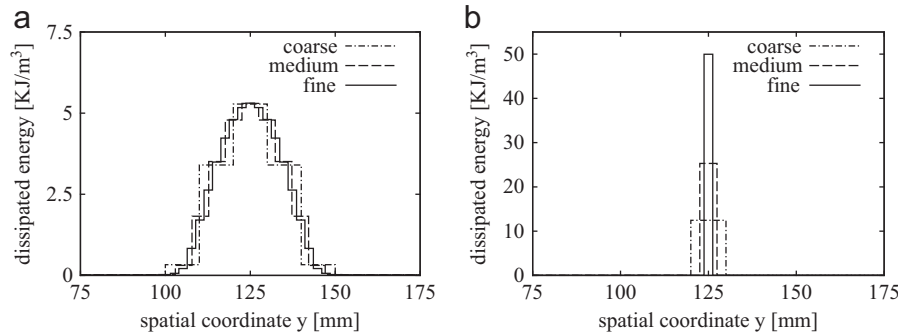 a
dissipated energy [KJ/m³]
7.5
5
2.5
0
75
100
125
150
175
spatial coordinate y [mm]
coarse
medium
fine
b
dissipated energy [KJ/m³]
50
40
30
20
10
0
75
100
125
150
175
spatial coordinate y [mm]
coarse
medium
fine